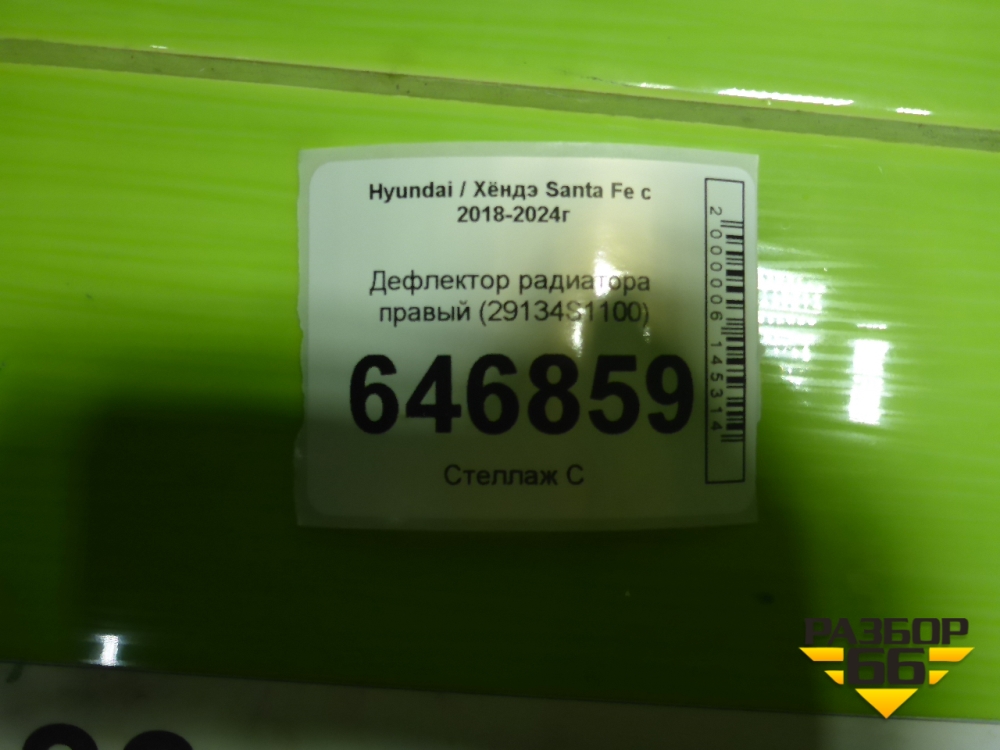 Hyundai / Хёндэ Santa Fe с
2018-2024г
Дефлектор радиатора
правый (29134S1100)
646859
Стеллаж С
2000006145314
РАЗБОР
66